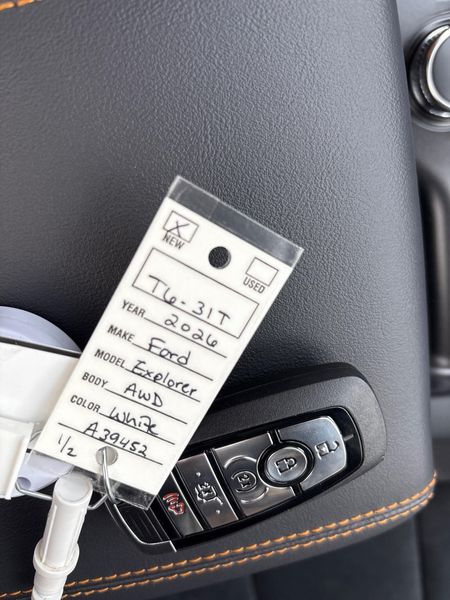 X
NEW
USED
T6-31T
YEAR 2026
MAKE Ford
MODEL Explorer
BODY AWD
COLOR White
A39452
1/2